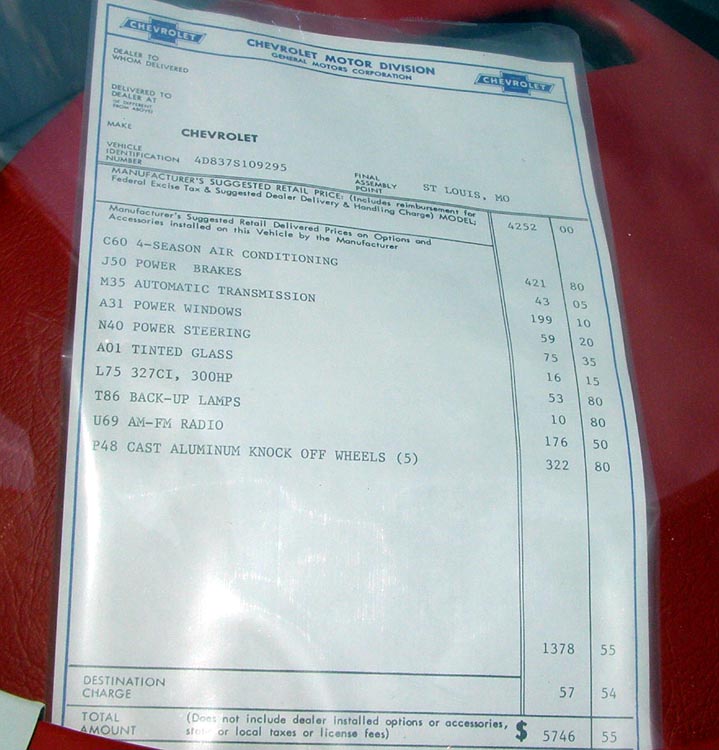 CHEVROLET
CHEVROLET MOTOR DIVISION
GENERAL MOTORS CORPORATION
CHEVROLET
DEALER TO
WHOM DELIVERED
DELIVERED TO
DEALER AT
(IF DIFFERENT
FROM ABOVE)
MAKE CHEVROLET
VEHICLE
IDENTIFICATION
NUMBER 4D837S109295
FINAL
ASSEMBLY
POINT ST LOUIS, MO
MANUFACTURER'S SUGGESTED RETAIL PRICE: (Includes reimbursement for
Federal Excise Tax & Suggested Dealer Delivery & Handling Charge) MODEL: 4252 00
Manufacturer's Suggested Retail Delivered Prices on Options and
Accessories installed on this Vehicle by the Manufacturer
C60 4-SEASON AIR CONDITIONING 421 80
J50 POWER BRAKES 43 05
M35 AUTOMATIC TRANSMISSION 199 10
A31 POWER WINDOWS 59 20
N40 POWER STEERING 75 35
A01 TINTED GLASS 16 15
L75 327CI, 300HP 53 80
T86 BACK-UP LAMPS 10 80
U69 AM-FM RADIO 176 50
P48 CAST ALUMINUM KNOCK OFF WHEELS (5) 322 80
1378 55
DESTINATION
CHARGE 57 54
TOTAL
AMOUNT
(Does not include dealer installed options or accessories,
state or local taxes or license fees) $ 5746 55